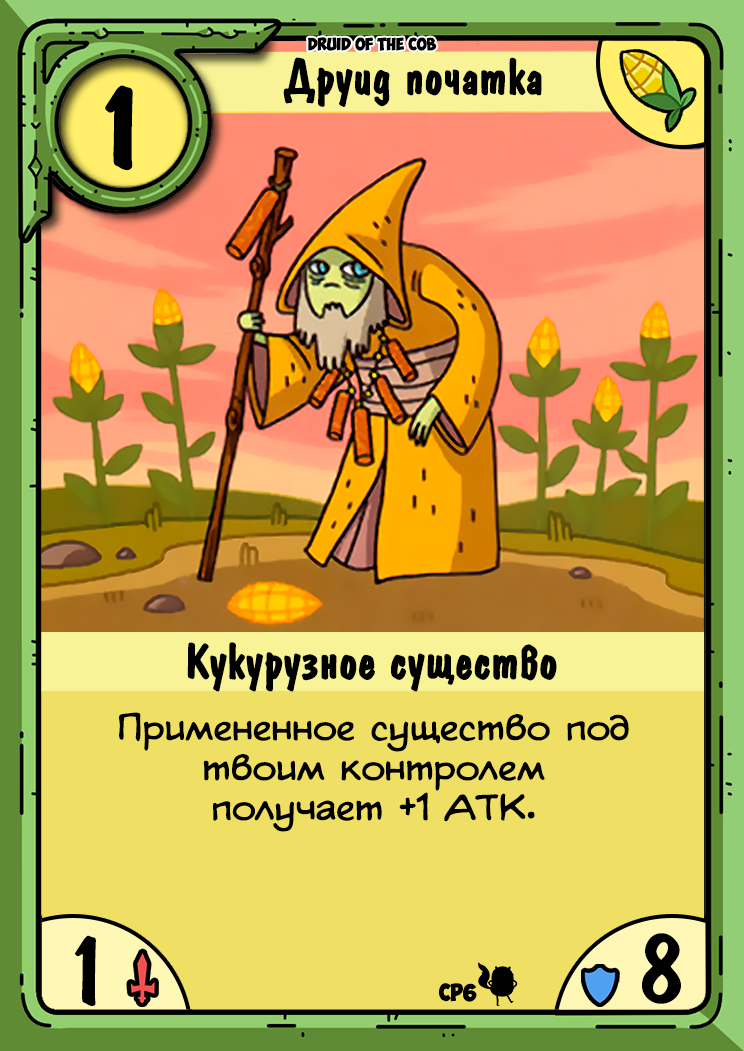 DRUID OF THE COB
Друид початка
1
Кукурузное существо
Примененное существо под
твоим контролем
получает +1 АТК.
1
CP6
8